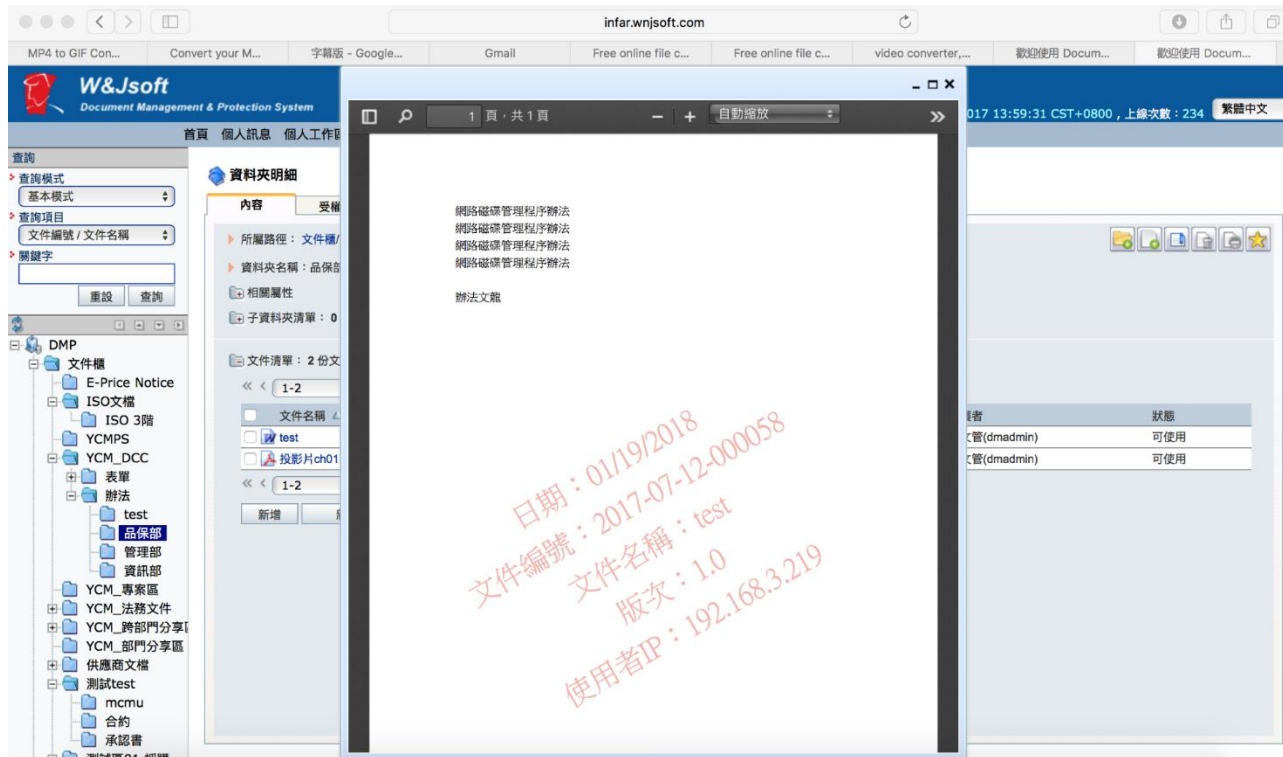 infar.wnjsoft.com
MP4 to GIF Con...
Convert your M...
字幕版 - Google...
Gmail
Free online file c...
Free online file c...
video converter,...
歡迎使用 Docum...
歡迎使用 Docum...
W&Jsoft
Document Management & Protection System
017 13:59:31 CST+0800 , 上線次數：234
繁體中文
首頁 個人訊息 個人工作區
查詢
查詢模式
基本模式
查詢項目
文件編號 / 文件名稱
關鍵字
重設 查詢
DMP
文件櫃
E-Price Notice
ISO文檔
ISO 3階
YCMPS
YCM_DCC
表單
辦法
test
品保部
管理部
資訊部
YCM_專案區
YCM_法務文件
YCM_跨部門分享
YCM_部門分享區
供應商文檔
測試test
mcmu
合約
承認書
資料夾明細
內容 受權
所屬路徑： 文件櫃/
資料夾名稱：品保部
相關屬性
子資料夾清單： 0
文件清單： 2 份文
« ‹ 1-2
文件名稱
test
投影片ch01
« ‹ 1-2
新增
1 頁，共 1 頁
自動縮放
網路磁碟管理程序辦法
網路磁碟管理程序辦法
網路磁碟管理程序辦法
網路磁碟管理程序辦法
辦法文龍
日期：01/19/2018
文件編號：2017-07-12-000058
文件名稱：test
版次：1.0
使用者IP：192.168.3.219
者 狀態
管(dmadmin) 可使用
管(dmadmin) 可使用